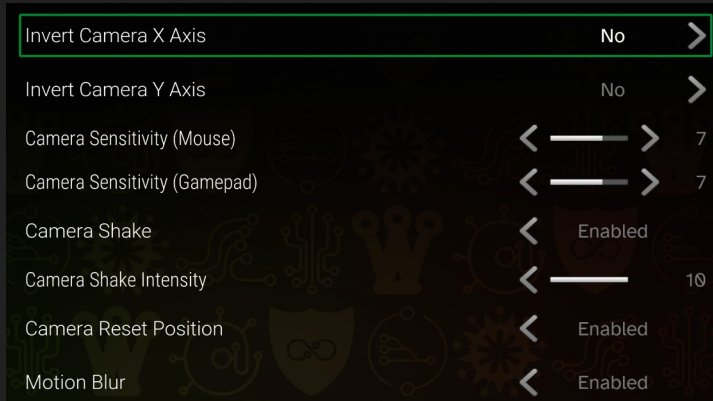 Invert Camera X Axis No
Invert Camera Y Axis No
Camera Sensitivity (Mouse) 7
Camera Sensitivity (Gamepad) 7
Camera Shake Enabled
Camera Shake Intensity 10
Camera Reset Position Enabled
Motion Blur Enabled